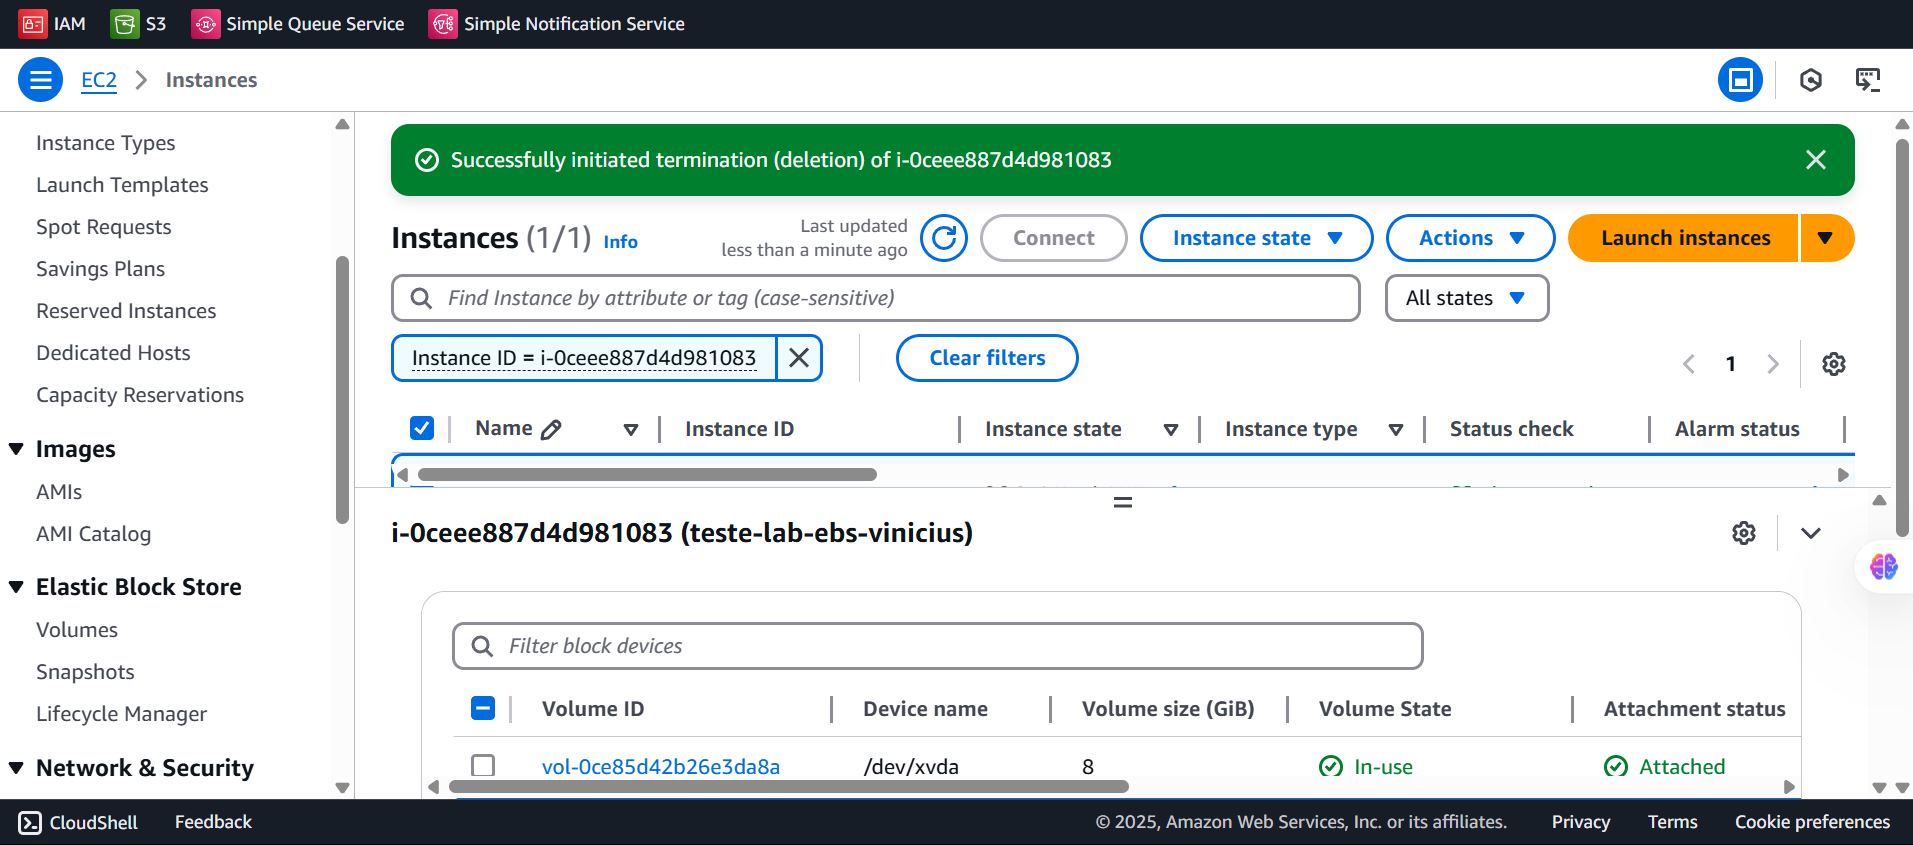 IAM S3 Simple Queue Service Simple Notification Service
EC2 Instances
Instance Types
Launch Templates
Spot Requests
Savings Plans
Reserved Instances
Dedicated Hosts
Capacity Reservations
Images
AMIs
AMI Catalog
Elastic Block Store
Volumes
Snapshots
Lifecycle Manager
Network & Security
Successfully initiated termination (deletion) of i-0ceee887d4d981083
Instances (1/1) Info
Last updated
less than a minute ago
Connect Instance state Actions Launch instances
Find Instance by attribute or tag (case-sensitive)
All states
Instance ID = i-0ceee887d4d981083
Clear filters
1
Name Instance ID Instance state Instance type Status check Alarm status
i-0ceee887d4d981083 (teste-lab-ebs-vinicius)
Filter block devices
Volume ID Device name Volume size (GiB) Volume State Attachment status
vol-0ce85d42b26e3da8a /dev/xvda 8 In-use Attached
CloudShell Feedback © 2025, Amazon Web Services, Inc. or its affiliates. Privacy Terms Cookie preferences